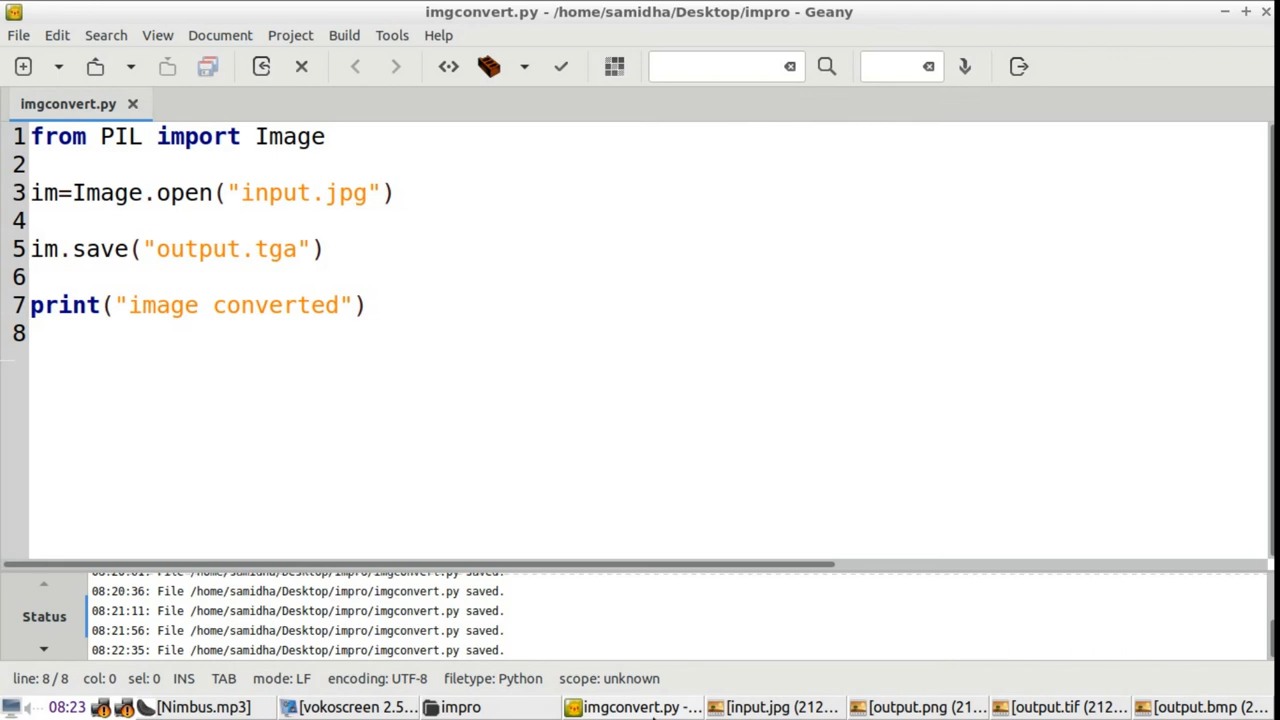 imgconvert.py - /home/samidha/Desktop/impro - Geany
File Edit Search View Document Project Build Tools Help
imgconvert.py
1 from PIL import Image
2
3 im=Image.open("input.jpg")
4
5 im.save("output.tga")
6
7 print("image converted")
8
Status
08:20:36: File /home/samidha/Desktop/impro/imgconvert.py saved.
08:21:11: File /home/samidha/Desktop/impro/imgconvert.py saved.
08:21:56: File /home/samidha/Desktop/impro/imgconvert.py saved.
08:22:35: File /home/samidha/Desktop/impro/imgconvert.py saved.
line: 8 / 8 col: 0 sel: 0 INS TAB mode: LF encoding: UTF-8 filetype: Python scope: unknown
08:23 [Nimbus.mp3] [vokoscreen 2.5... impro imgconvert.py -... [input.jpg (212... [output.png (21... [output.tif (212... [output.bmp (2...